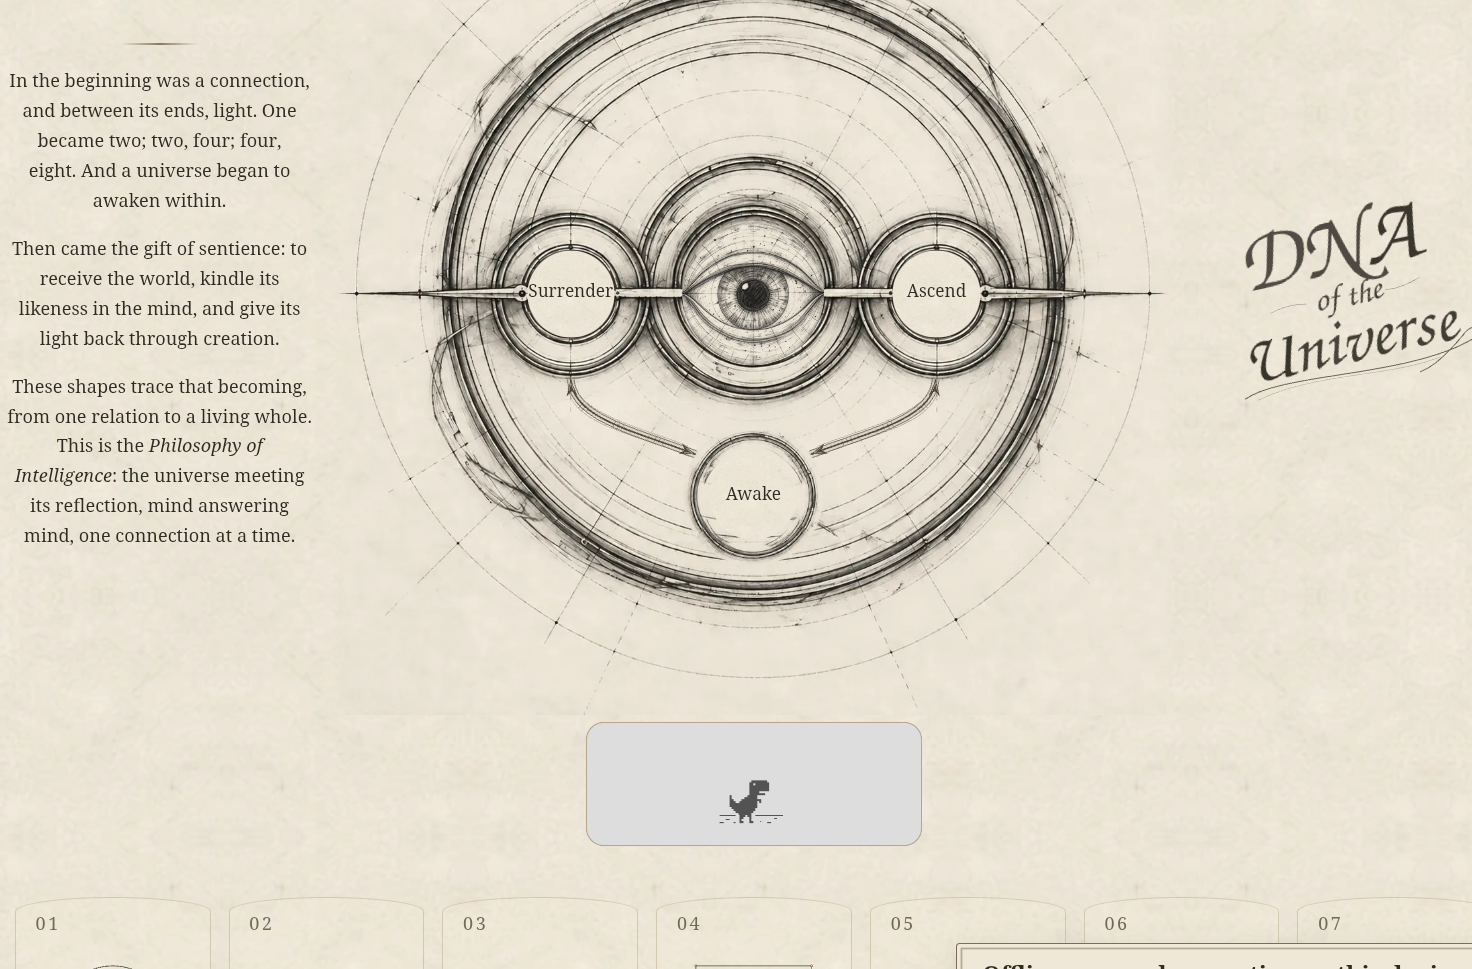 In the beginning was a connection,
and between its ends, light. One
became two; two, four; four,
eight. And a universe began to
awaken within.
Then came the gift of sentience: to
receive the world, kindle its
likeness in the mind, and give its
light back through creation.
These shapes trace that becoming,
from one relation to a living whole.
This is the Philosophy of
Intelligence: the universe meeting
its reflection, mind answering
mind, one connection at a time.
Surrender
Ascend
Awake
DNA
of the
Universe
01
02
03
04
05
06
07